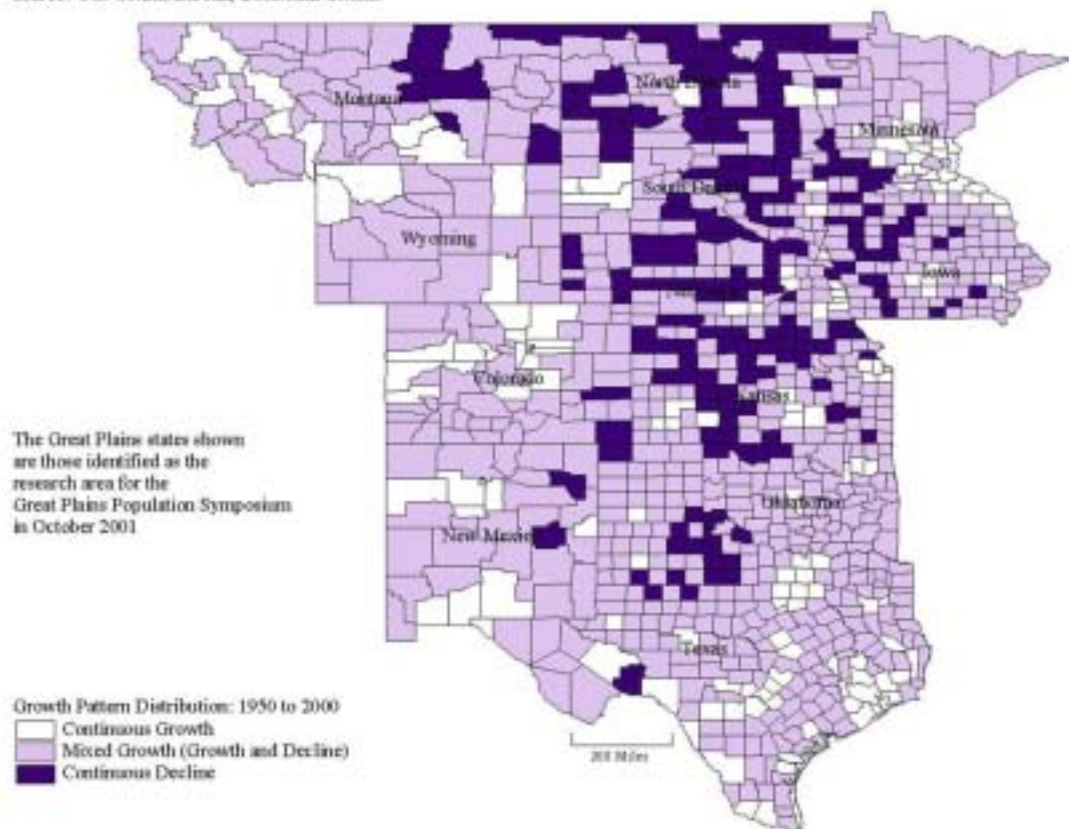 Montana
North Dakota
Minnesota
South Dakota
Wyoming
Iowa
Colorado
Kansas
The Great Plains states shown
are those identified as the
research area for the
Great Plains Population Symposium
in October 2001
Oklahoma
New Mexico
Texas
Growth Pattern Distribution: 1950 to 2000
Continuous Growth
Mixed Growth (Growth and Decline)
Continuous Decline
200 Miles